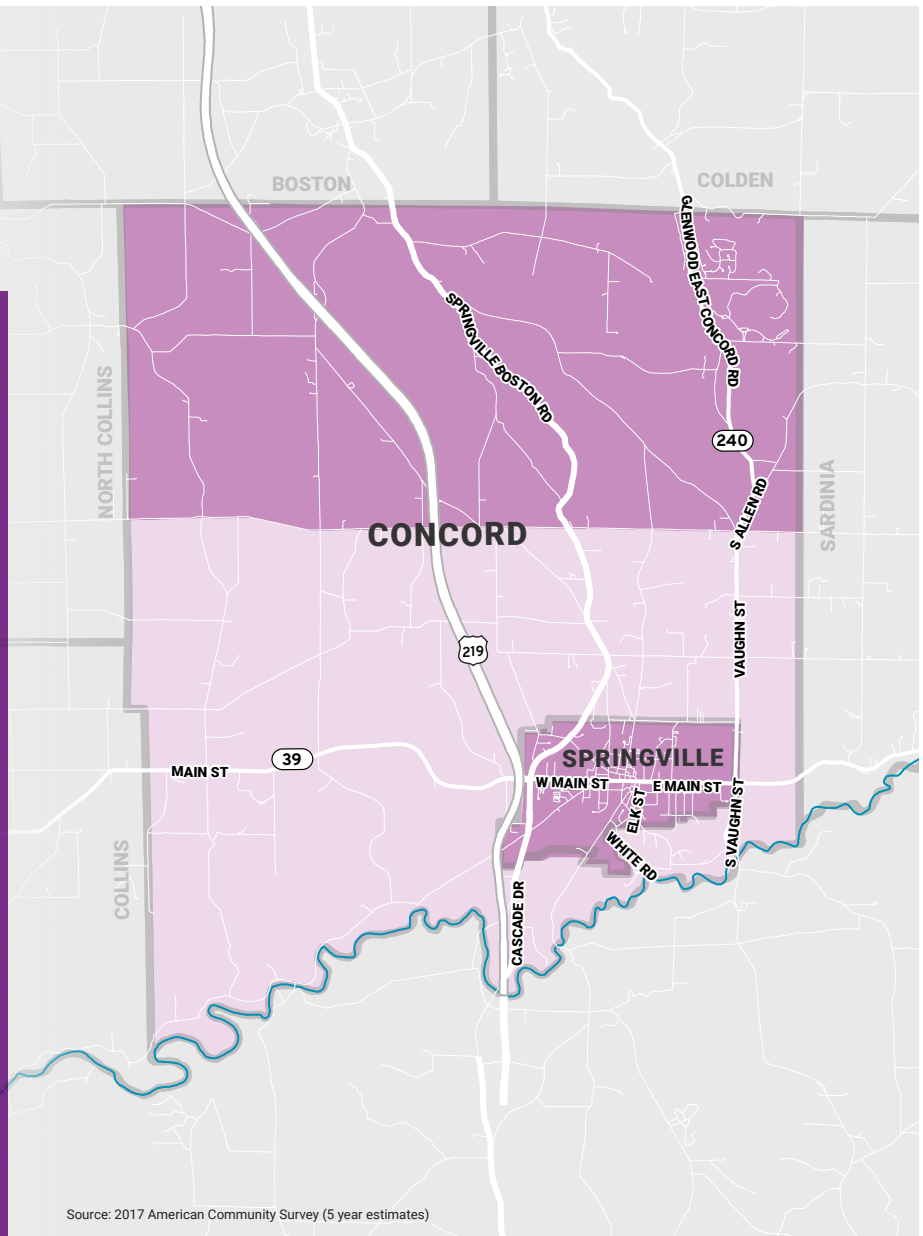 BOSTON
COLDEN
GLENWOOD EAST CONCORD RD
SPRINGVILLE BOSTON RD
NORTH COLLINS
240
SARDINIA
S ALLEN RD
CONCORD
VAUGHN ST
219
SPRINGVILLE
39
MAIN ST
W MAIN ST
E MAIN ST
ELK ST
S VAUGHN ST
WHITE RD
COLLINS
CASCADE DR
Source: 2017 American Community Survey (5 year estimates)